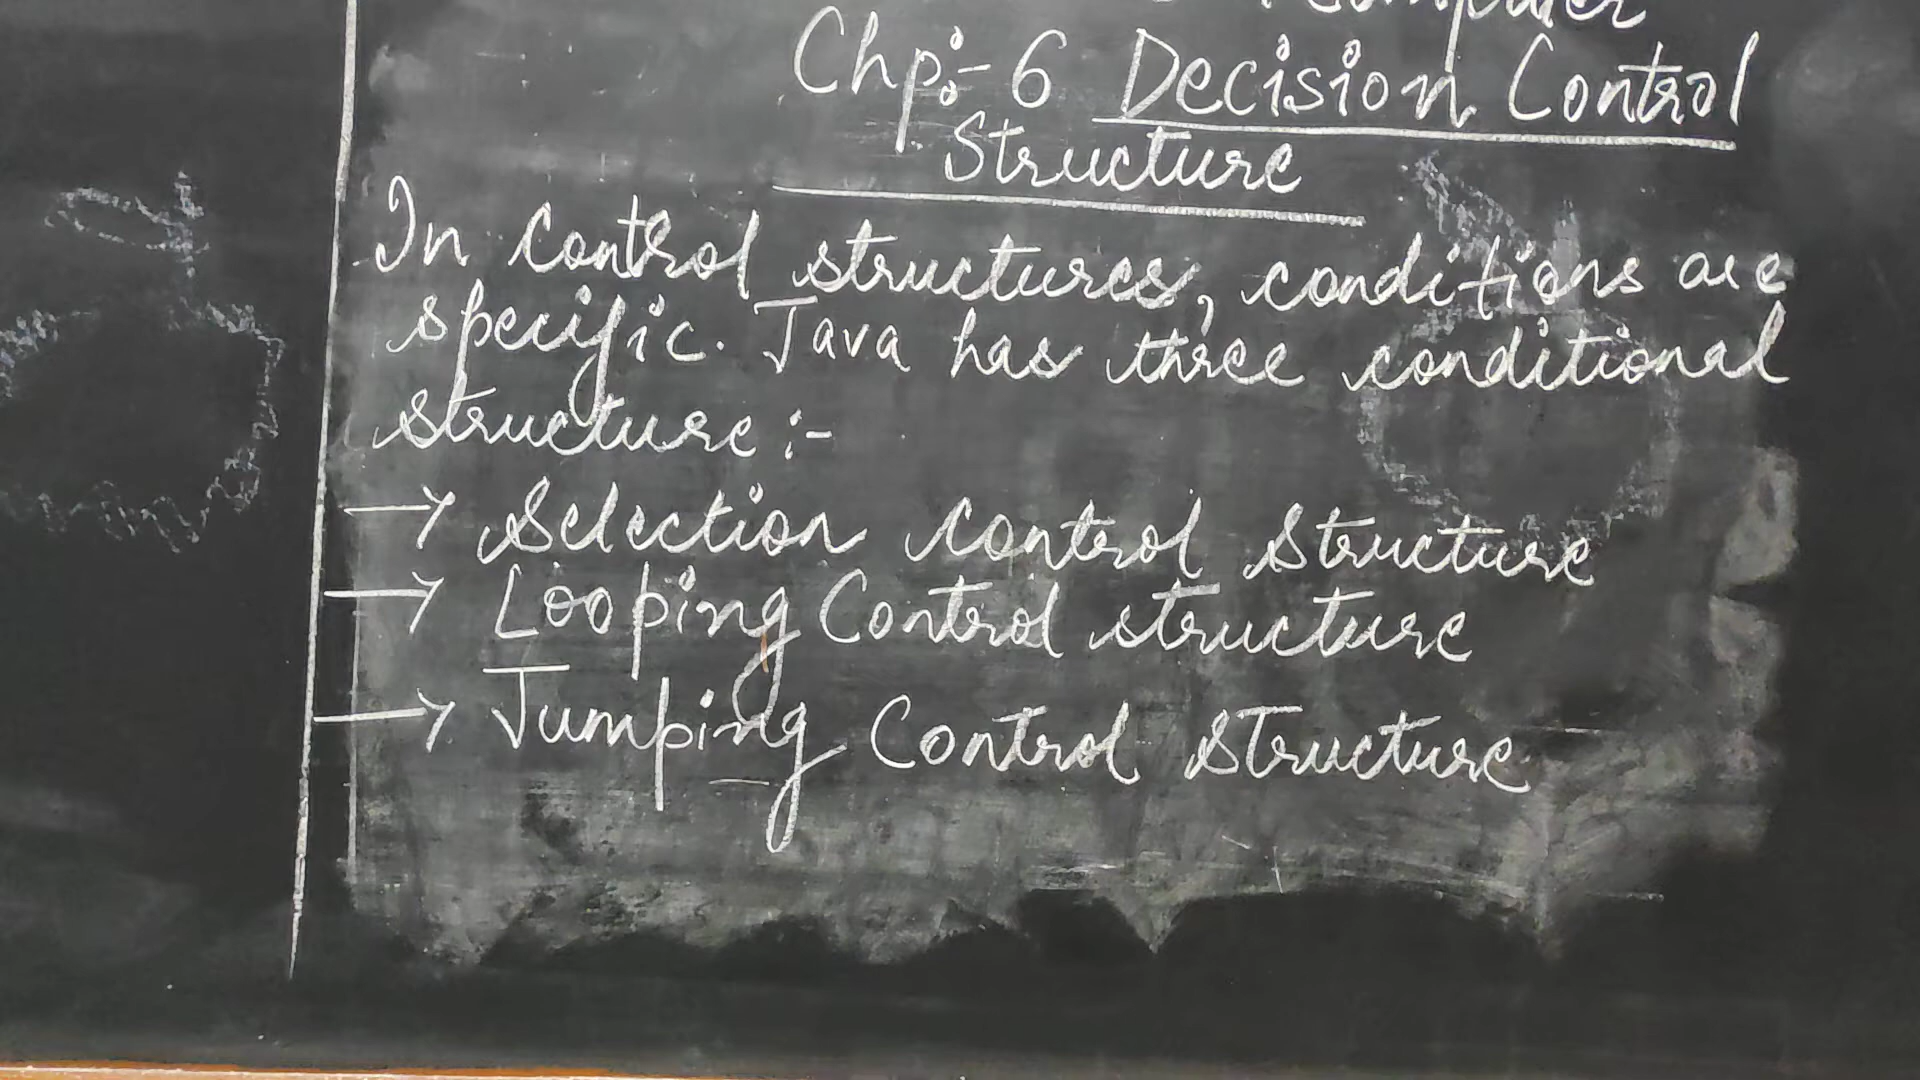 Computer
Chp:- 6 Decision Control
Structure
In control structures, conditions are
specific. Java has three conditional
structure :-
→ Selection control structure
→ Looping Control structure
→ Jumping Control structure